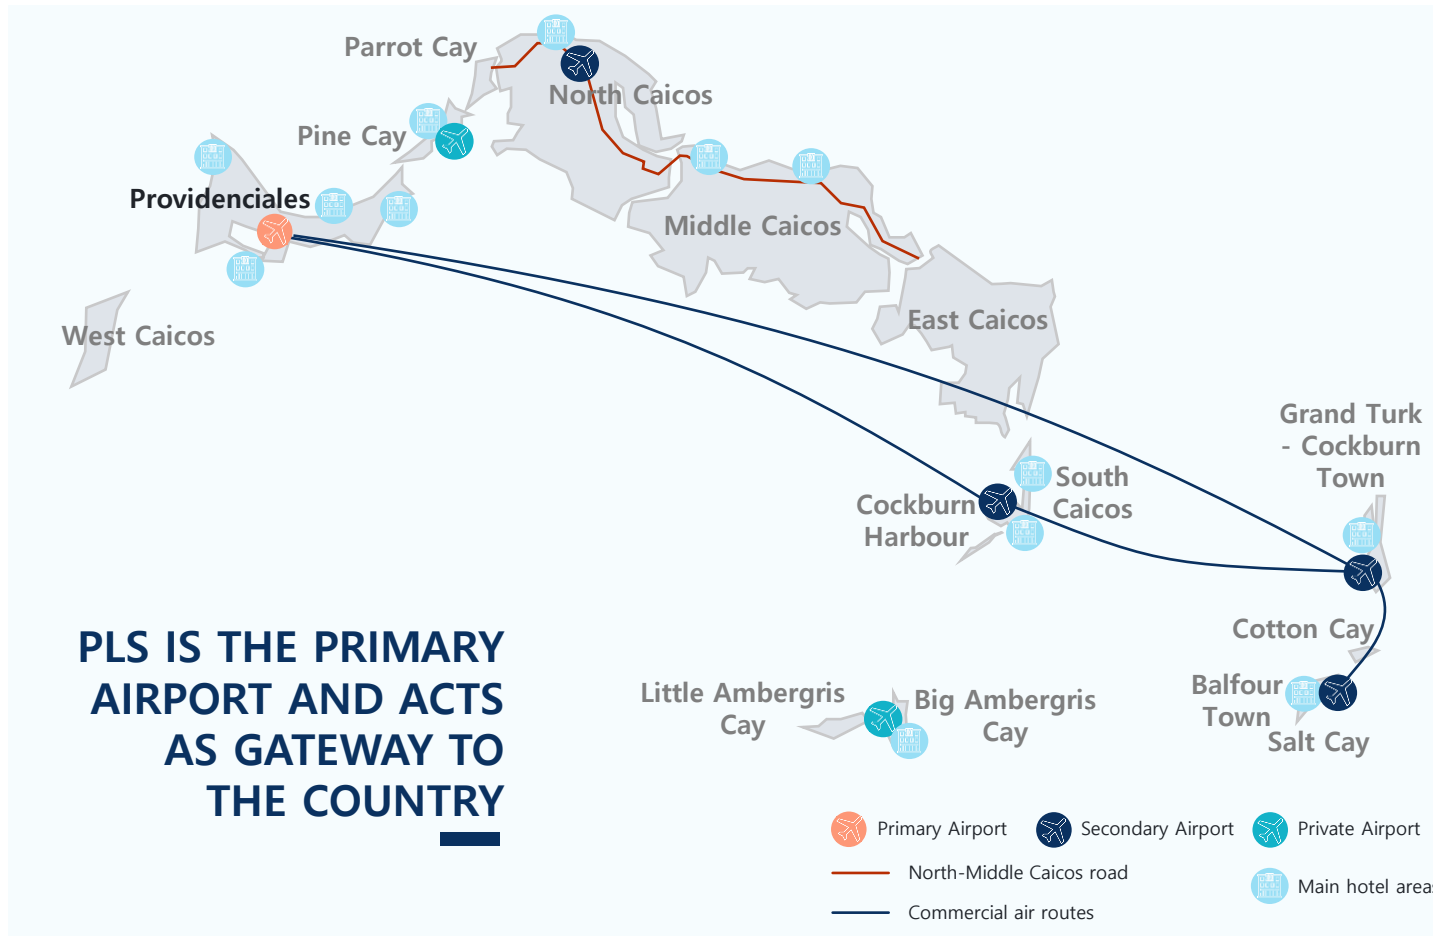 Parrot Cay
North Caicos
Pine Cay
Providenciales
Middle Caicos
West Caicos
East Caicos
Grand Turk
- Cockburn
Town
South
Caicos
Cockburn
Harbour
Cotton Cay
Balfour
Town
Salt Cay
Little Ambergris
Cay
Big Ambergris
Cay
PLS IS THE PRIMARY
AIRPORT AND ACTS
AS GATEWAY TO
THE COUNTRY
Primary Airport
Secondary Airport
Private Airport
North-Middle Caicos road
Main hotel areas
Commercial air routes